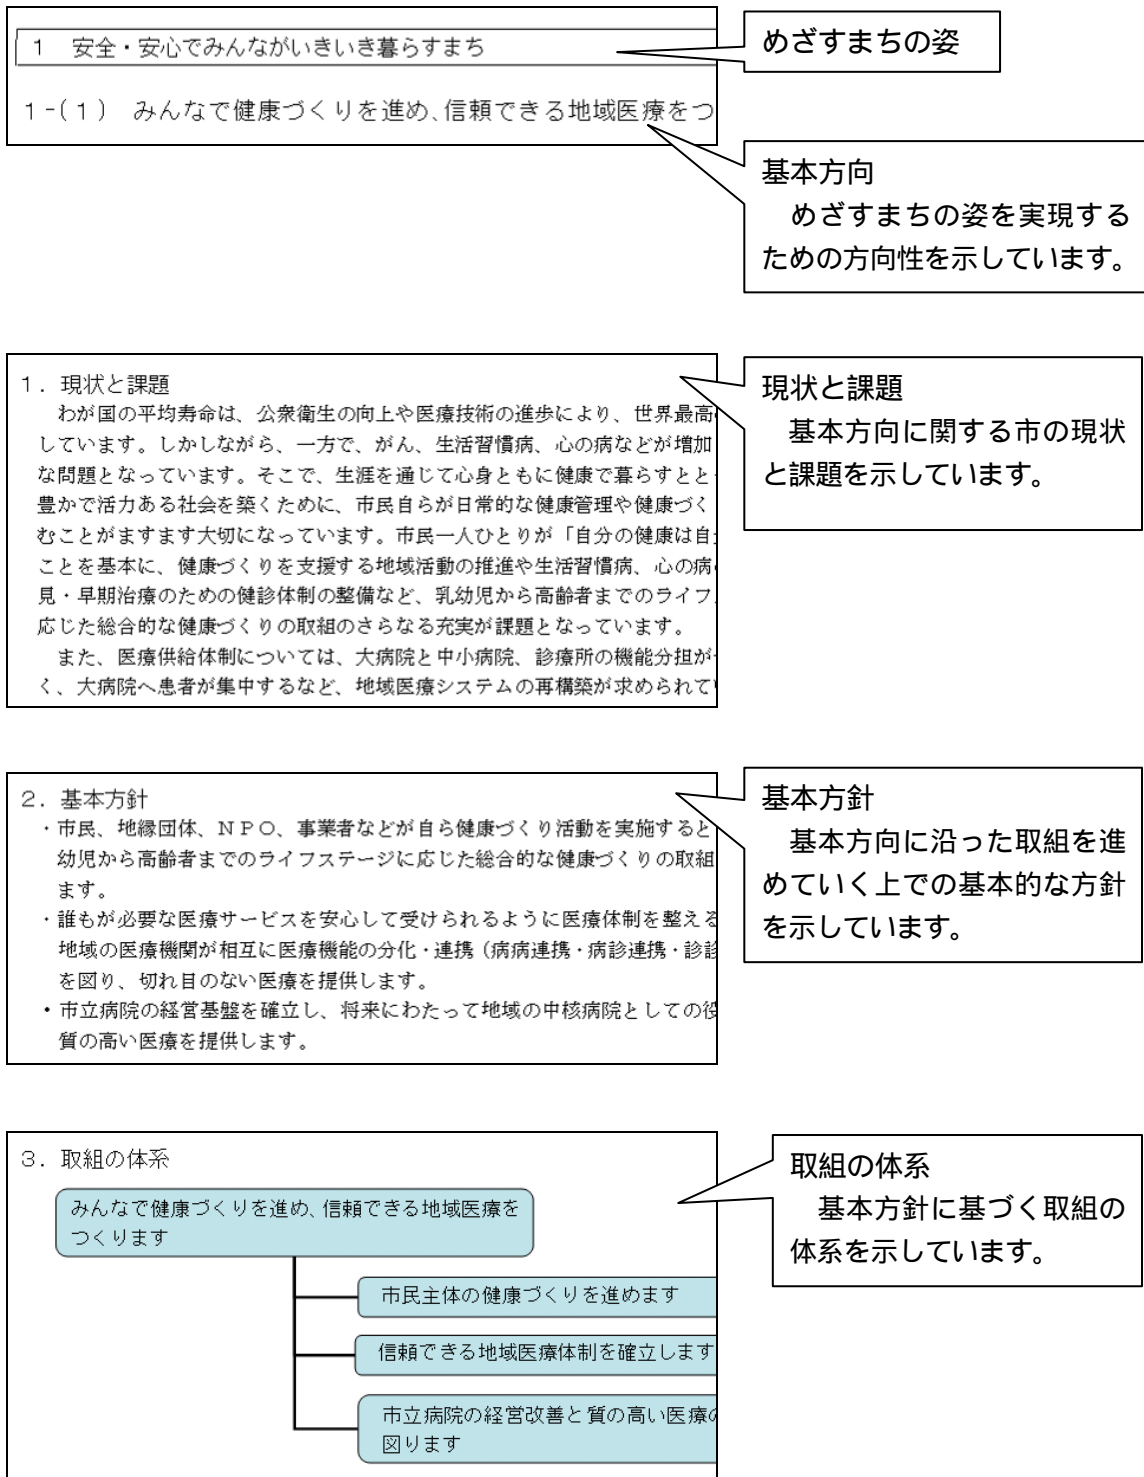 1　安全・安心でみんながいきいき暮らすまち
めざすまちの姿
1-(1)　みんなで健康づくりを進め、信頼できる地域医療をつ
基本方向
めざすまちの姿を実現する
ための方向性を示しています。
1．現状と課題
わが国の平均寿命は、公衆衛生の向上や医療技術の進歩により、世界最高
しています。しかしながら、一方で、がん、生活習慣病、心の病などが増加
な問題となっています。そこで、生涯を通じて心身ともに健康で暮らすとと
豊かで活力ある社会を築くために、市民自らが日常的な健康管理や健康づく
むことがますます大切になっています。市民一人ひとりが「自分の健康は自
ことを基本に、健康づくりを支援する地域活動の推進や生活習慣病、心の病
見・早期治療のための健診体制の整備など、乳幼児から高齢者までのライフ
応じた総合的な健康づくりの取組のさらなる充実が課題となっています。
また、医療供給体制については、大病院と中小病院、診療所の機能分担が
く、大病院へ患者が集中するなど、地域医療システムの再構築が求められて
現状と課題
基本方向に関する市の現状
と課題を示しています。
2．基本方針
・市民、地縁団体、ＮＰＯ、事業者などが自ら健康づくり活動を実施すると
幼児から高齢者までのライフステージに応じた総合的な健康づくりの取組
ます。
・誰もが必要な医療サービスを安心して受けられるように医療体制を整える
地域の医療機関が相互に医療機能の分化・連携（病病連携・病診連携・診診
を図り、切れ目のない医療を提供します。
・市立病院の経営基盤を確立し、将来にわたって地域の中核病院としての役
質の高い医療を提供します。
基本方針
基本方向に沿った取組を進
めていく上での基本的な方針
を示しています。
3．取組の体系
みんなで健康づくりを進め、信頼できる地域医療を
つくります
市民主体の健康づくりを進めます
信頼できる地域医療体制を確立します
市立病院の経営改善と質の高い医療の
図ります
取組の体系
基本方針に基づく取組の
体系を示しています。